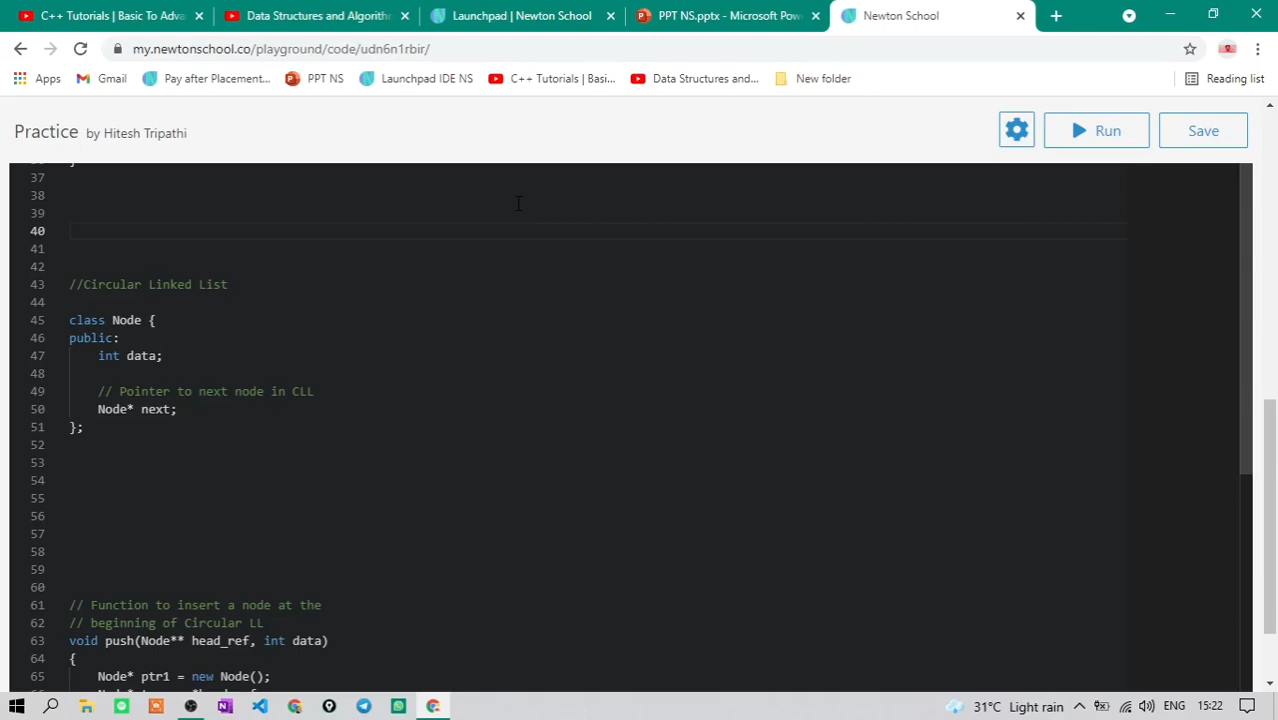 C++ Tutorials | Basic To Adva
Data Structures and Algorith
Launchpad | Newton School
PPT NS.pptx - Microsoft Pow
Newton School
my.newtonschool.co/playground/code/udn6n1rbir/
Apps
Gmail
Pay after Placement...
PPT NS
Launchpad IDE NS
C++ Tutorials | Basi...
Data Structures and...
New folder
Reading list
Practice by Hitesh Tripathi
Run
Save
37
38
39
40
41
42
43 //Circular Linked List
44
45 class Node {
46 public:
47 int data;
48
49 // Pointer to next node in CLL
50 Node* next;
51 };
52
53
54
55
56
57
58
59
60
61 // Function to insert a node at the
62 // beginning of Circular LL
63 void push(Node** head_ref, int data)
64 {
65 Node* ptr1 = new Node();
31°C Light rain
ENG
15:22